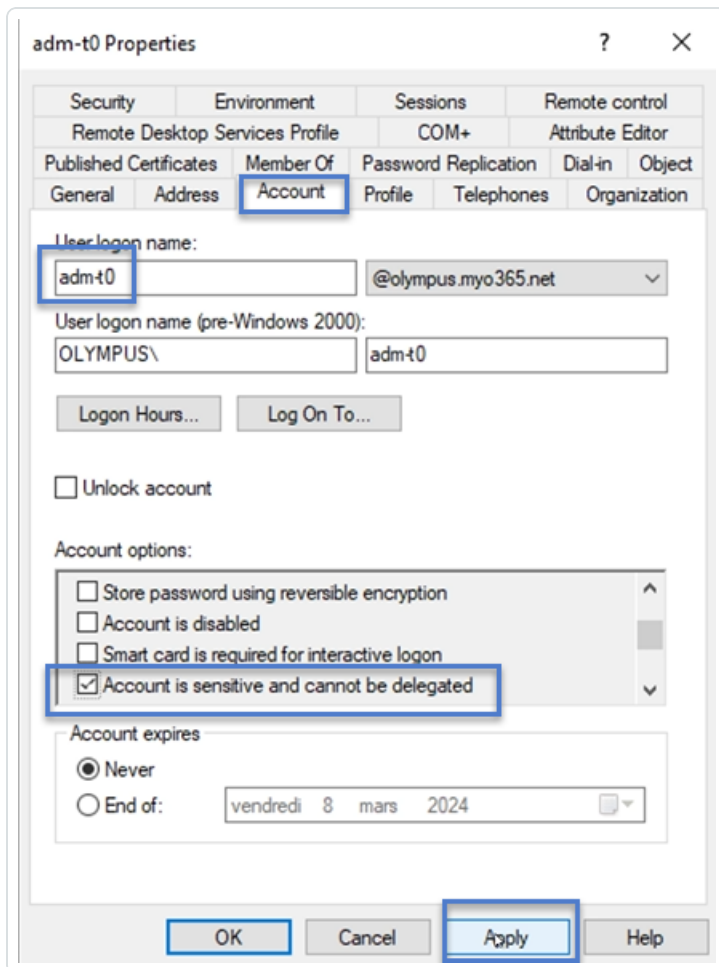 adm-t0 Properties ? ×
Security Environment Sessions Remote control
Remote Desktop Services Profile COM+ Attribute Editor
Published Certificates Member Of Password Replication Dial-in Object
General Address Account Profile Telephones Organization
User logon name:
adm-t0 @olympus.myo365.net
User logon name (pre-Windows 2000):
OLYMPUS\ adm-t0
Logon Hours... Log On To...
Unlock account
Account options:
Store password using reversible encryption
Account is disabled
Smart card is required for interactive logon
Account is sensitive and cannot be delegated
Account expires
Never
End of: vendredi 8 mars 2024
OK Cancel Apply Help